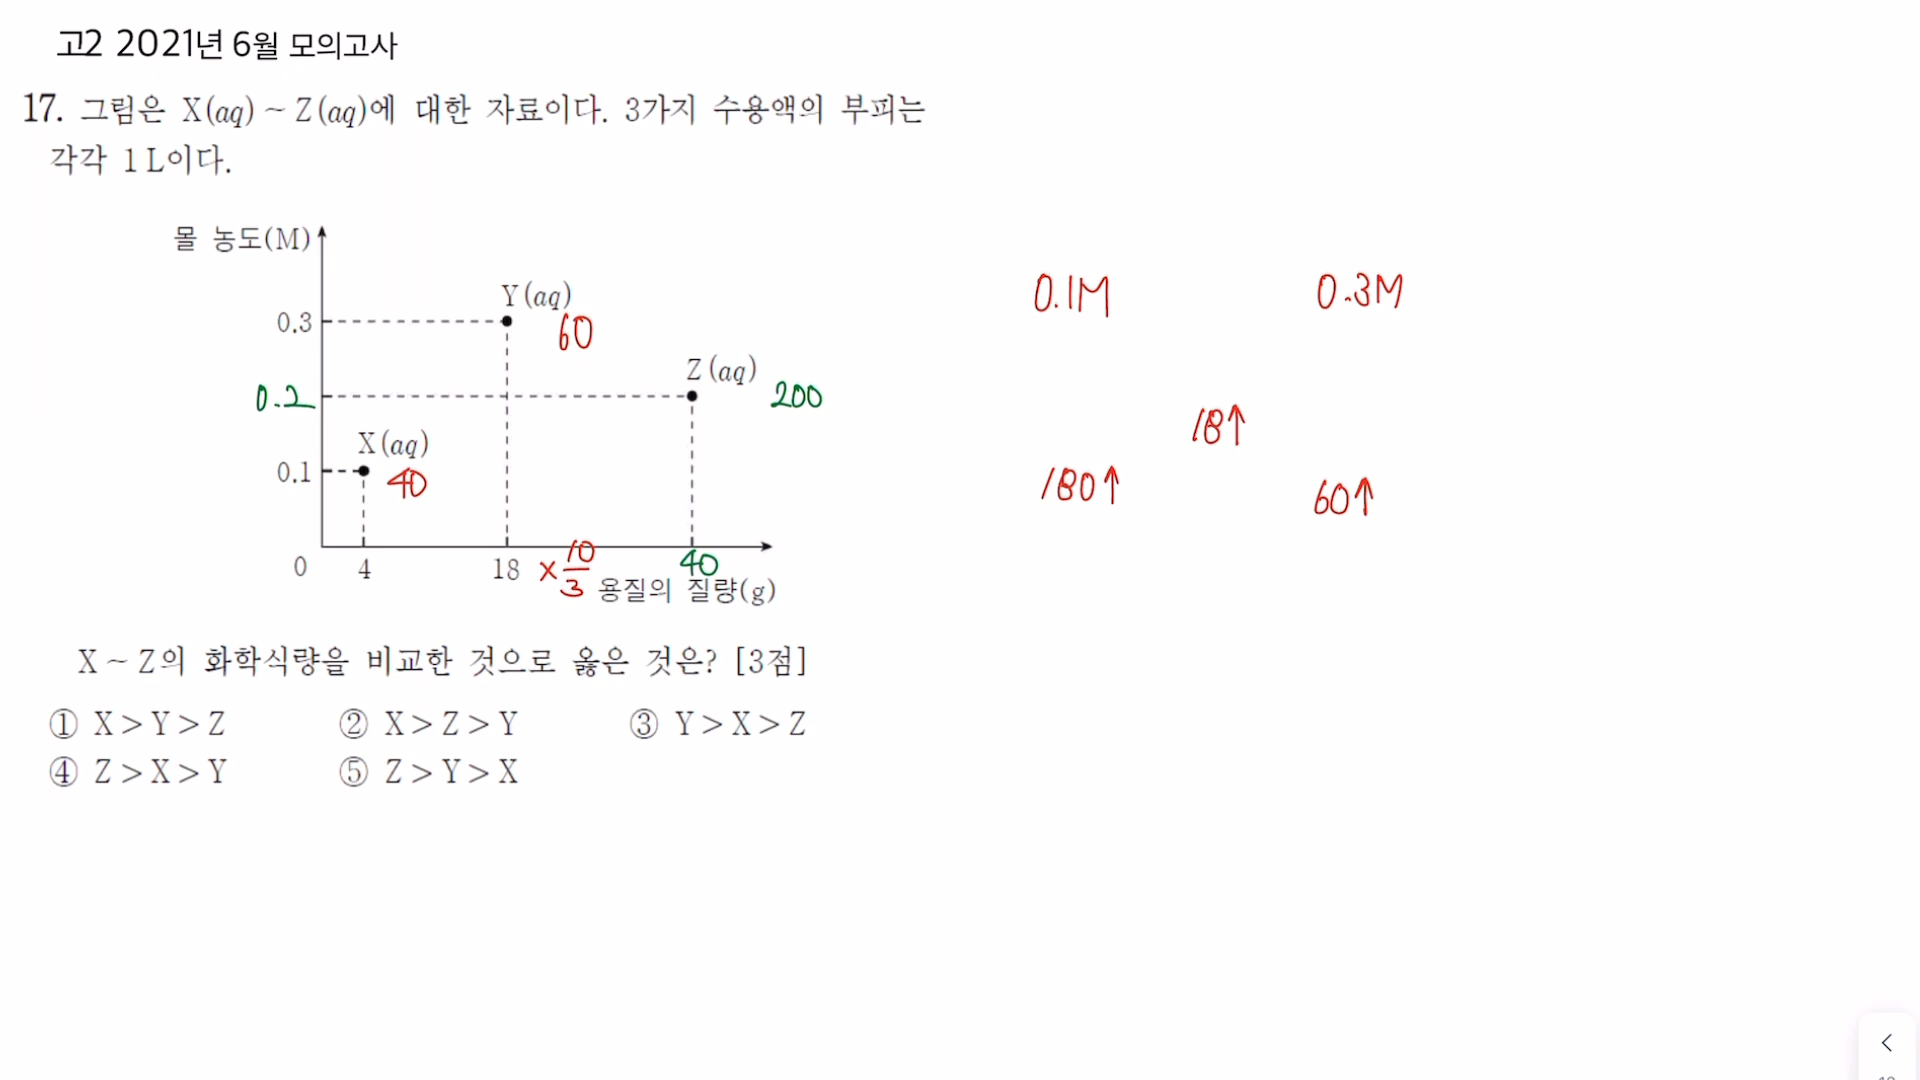 고2 2021년 6월 모의고사
17. 그림은 X(aq) ~ Z(aq)에 대한 자료이다. 3가지 수용액의 부피는
각각 1 L이다.
몰 농도(M)
Y(aq)
0.3
60
Z(aq)
0.2
200
X(aq)
0.1
40
0
4
18
×10/3
40
용질의 질량(g)
0.1M
0.3M
18↑
180↑
60↑
X ~ Z의 화학식량을 비교한 것으로 옳은 것은? [3점]
① X > Y > Z ② X > Z > Y ③ Y > X > Z
④ Z > X > Y ⑤ Z > Y > X